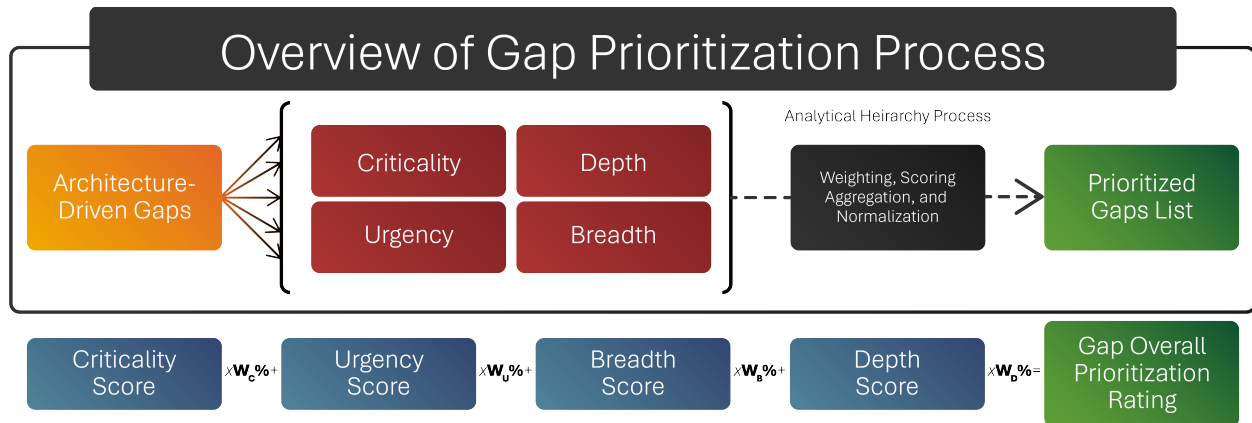 Overview of Gap Prioritization Process
Architecture-
Driven Gaps
Criticality
Depth
Urgency
Breadth
Analytical Heirarchy Process
Weighting, Scoring
Aggregation, and
Normalization
Prioritized
Gaps List
Criticality
Score
xWC%+
Urgency
Score
xWU%+
Breadth
Score
xWB%+
Depth
Score
xWD%=
Gap Overall
Prioritization
Rating